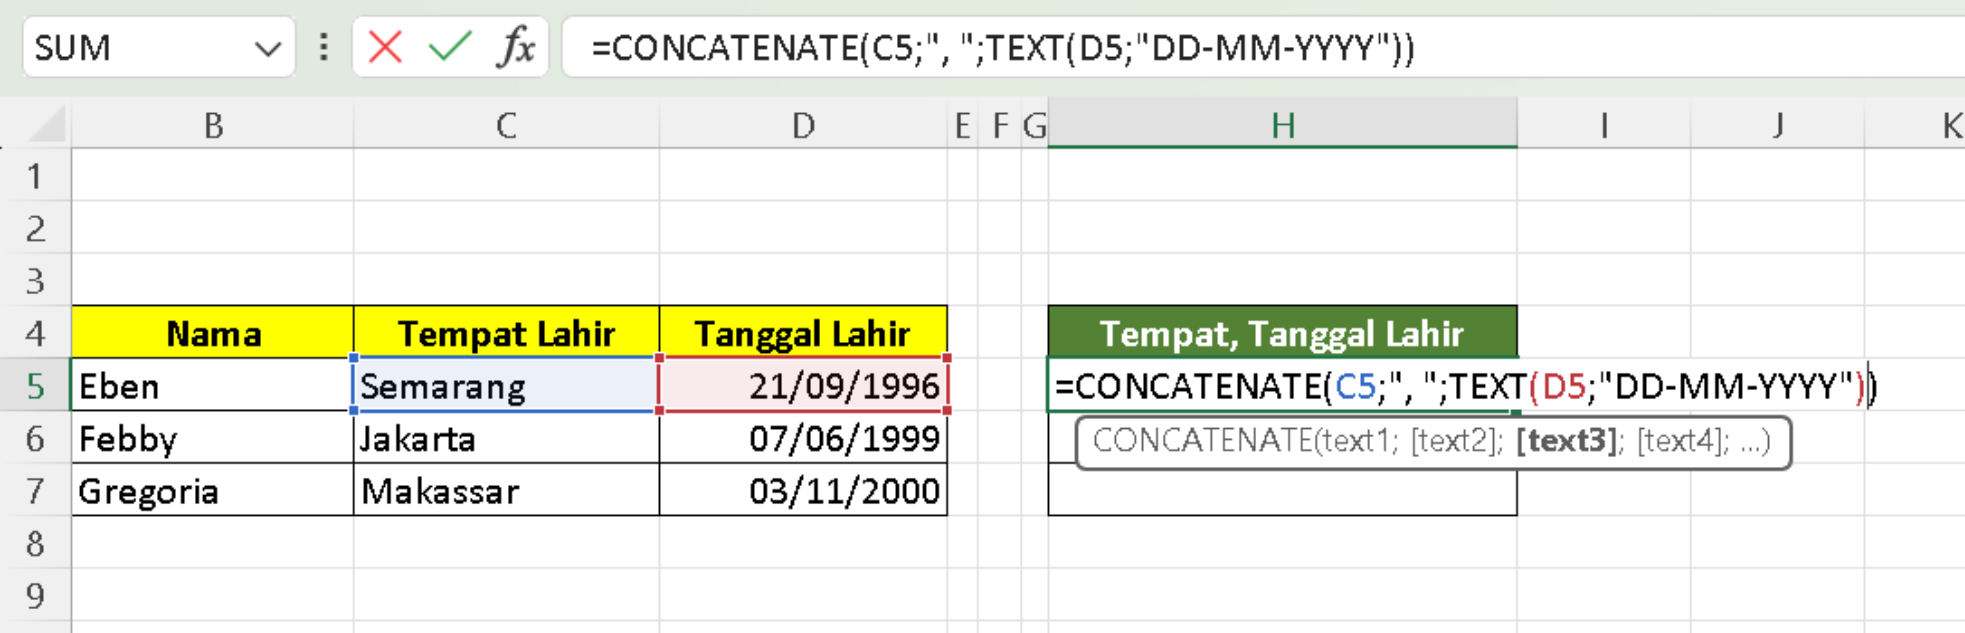 SUM fx =CONCATENATE(C5;", ";TEXT(D5;"DD-MM-YYYY"))
B C D E F G H I J K
1
2
3
4 Nama Tempat Lahir Tanggal Lahir Tempat, Tanggal Lahir
5 Eben Semarang 21/09/1996 =CONCATENATE(C5;", ";TEXT(D5;"DD-MM-YYYY"))
6 Febby Jakarta 07/06/1999 CONCATENATE(text1; [text2]; [text3]; [text4]; ...)
7 Gregoria Makassar 03/11/2000
8
9